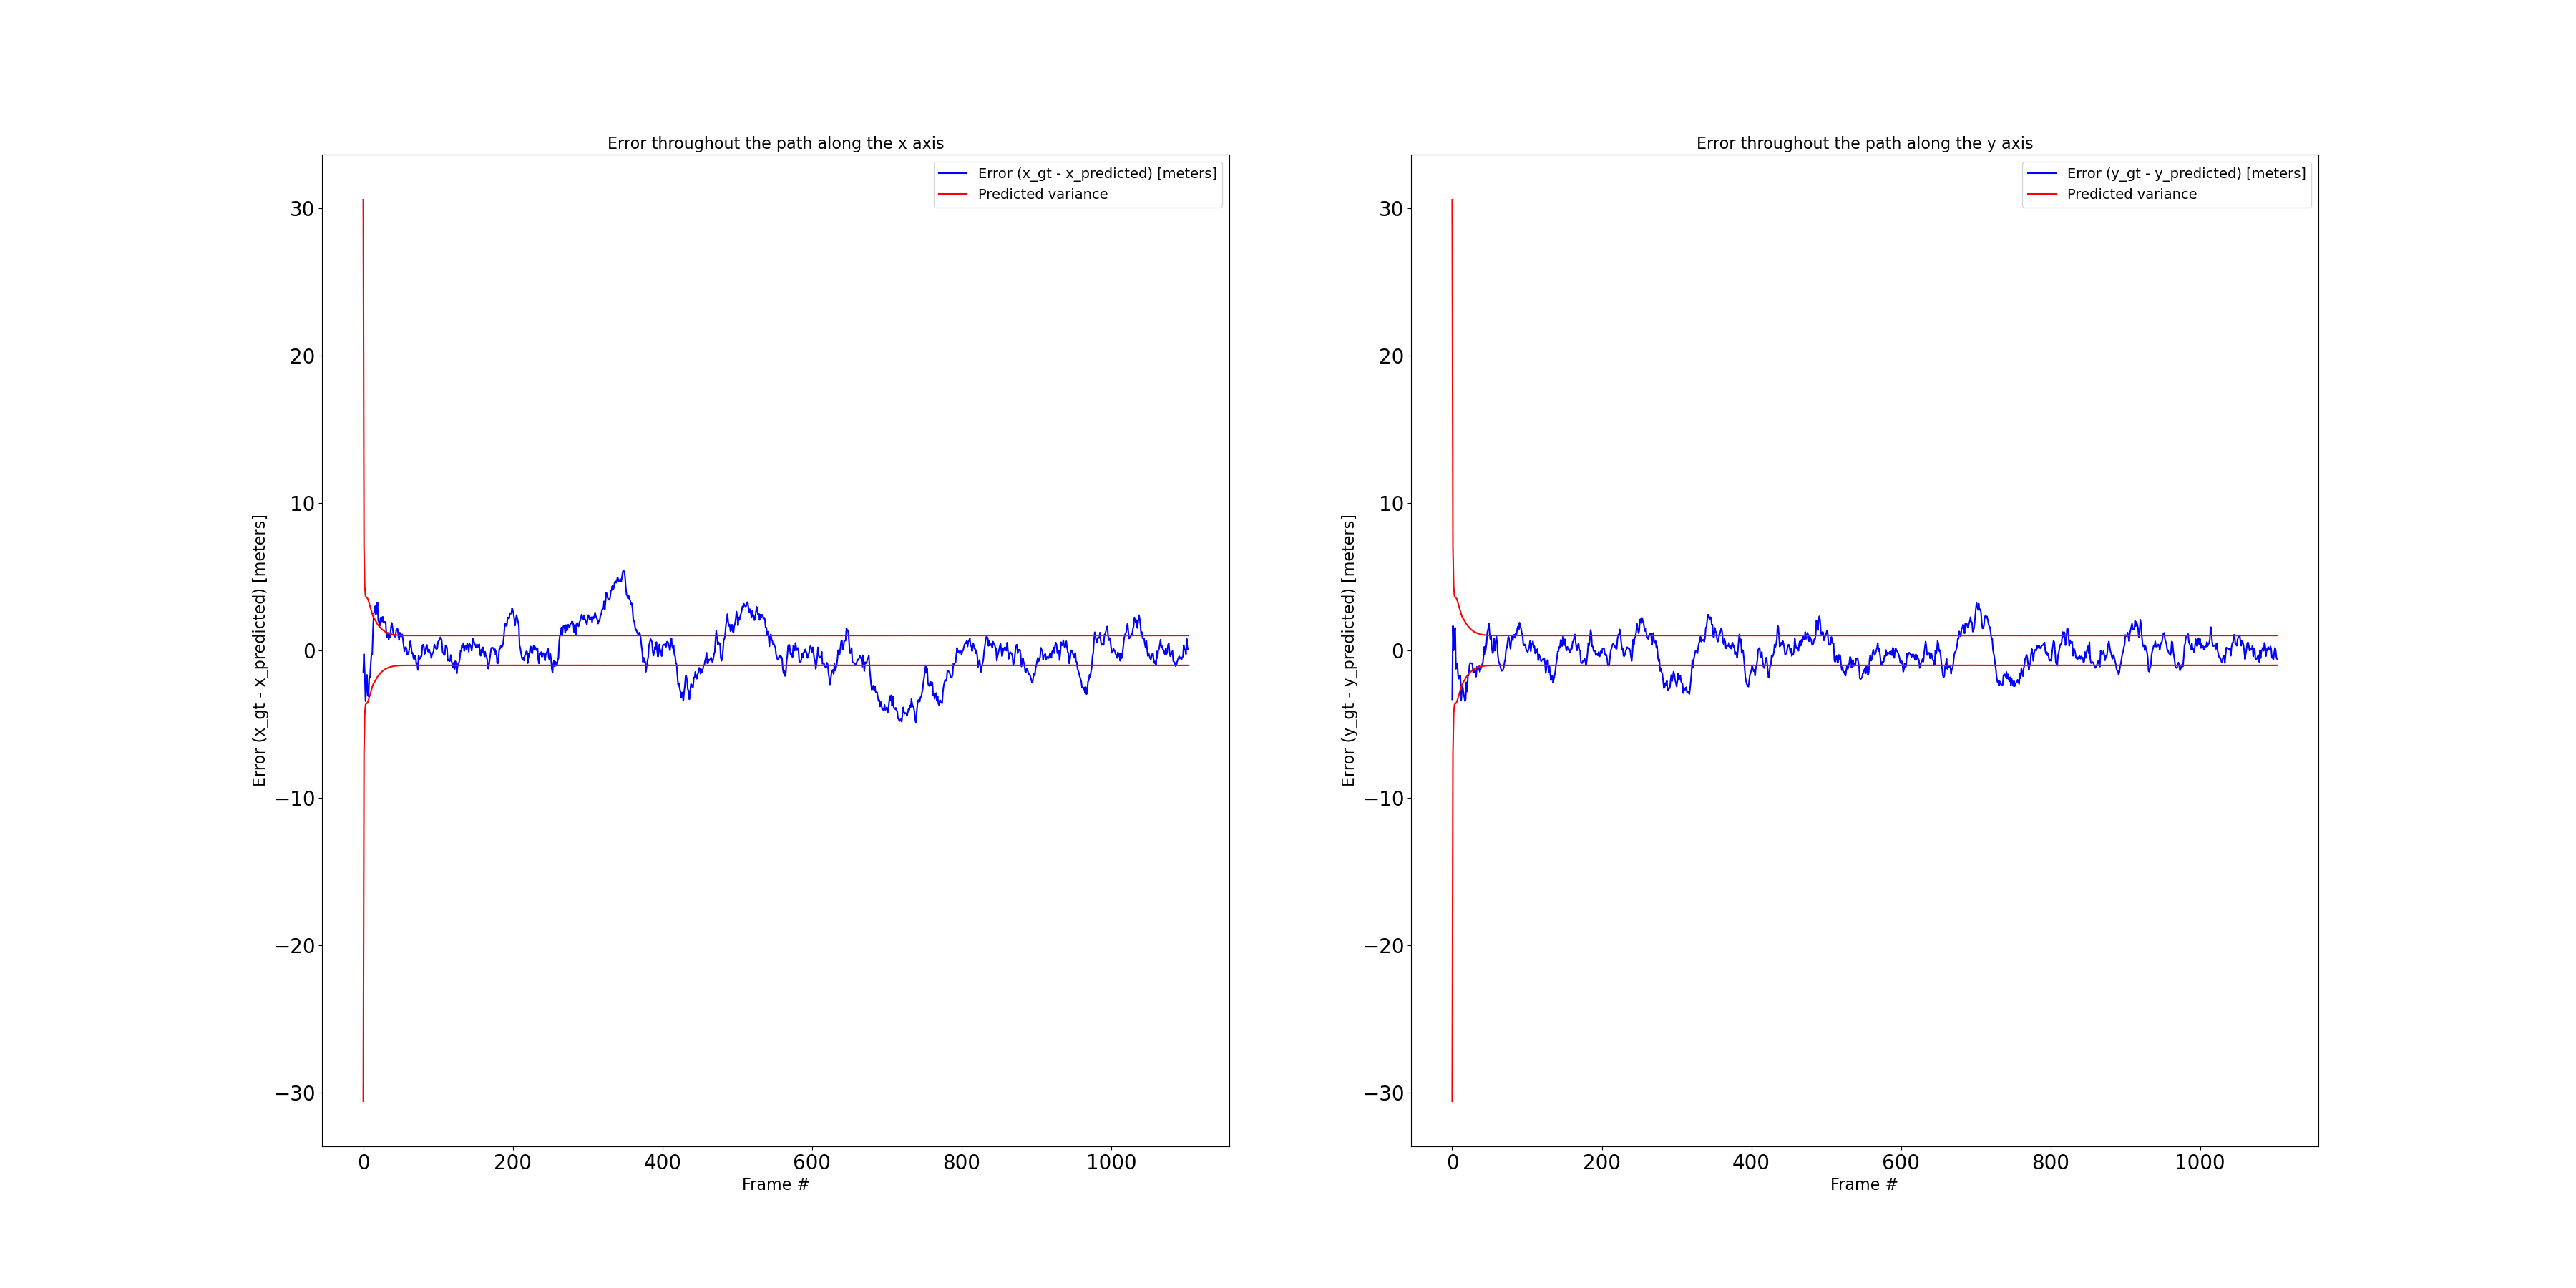 Error throughout the path along the x axis
Error (x_gt - x_predicted) [meters]
Predicted variance
30
20
10
0
−10
−20
−30
Error (x_gt - x_predicted) [meters]
0 200 400 600 800 1000
Frame #
Error throughout the path along the y axis
Error (y_gt - y_predicted) [meters]
Predicted variance
30
20
10
0
−10
−20
−30
Error (y_gt - y_predicted) [meters]
0 200 400 600 800 1000
Frame #